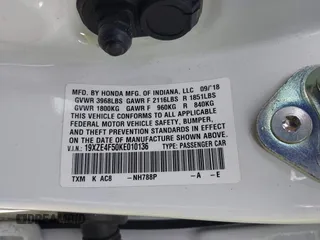 MFD. BY HONDA MFG. OF INDIANA, LLC 09/18
GVWR 3968LBS GAWR F 2116LBS R 1851LBS
GVWR 1800KG GAWR F 960KG R 840KG
THIS VEHICLE CONFORMS TO ALL APPLICABLE
FEDERAL MOTOR VEHICLE SAFETY, BUMPER,
AND THEFT PREVENTION STANDARDS IN EFFECT
ON THE DATE OF MANUFACTURE SHOWN ABOVE.
V.I.N.: 19XZE4F50KE010136 TYPE: PASSENGER CAR
TXM K AC8 -NH788P -A -E